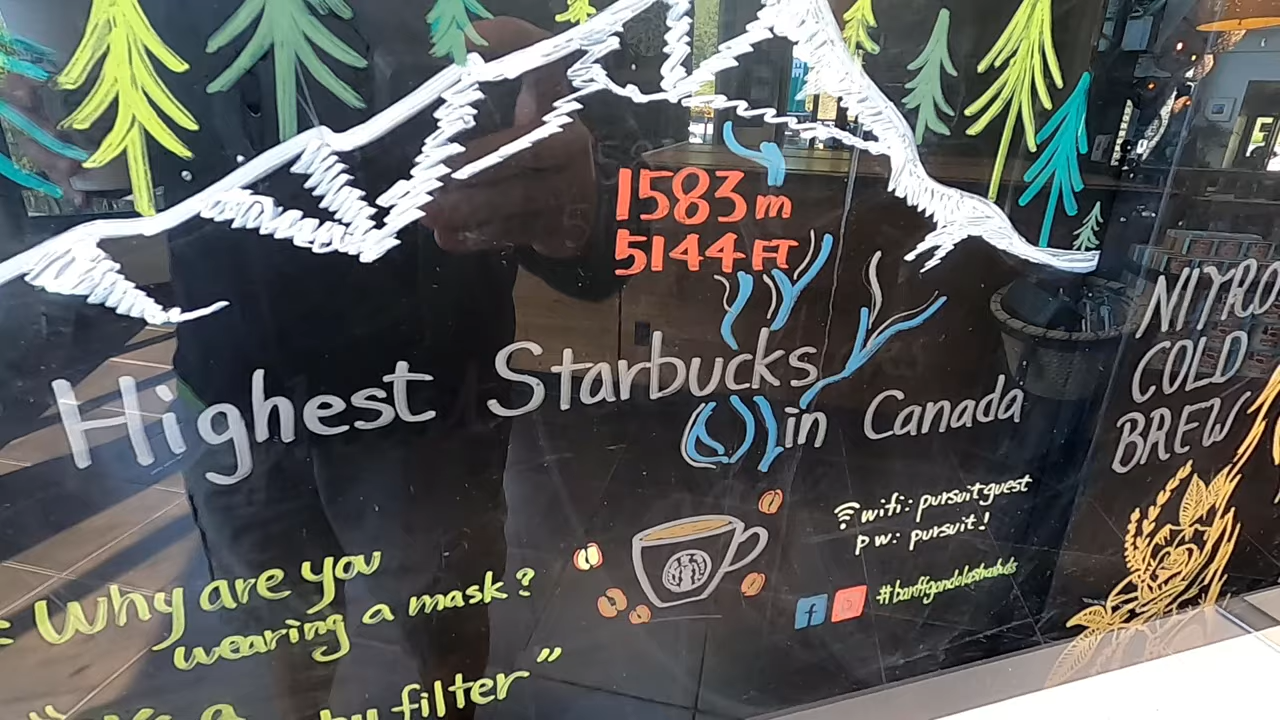 1583 m
5144 FT
Highest Starbucks
in Canada
NITRO
COLD
BREW
wifi: pursuitguest
pw: pursuit!
#banffgondolastrabuds
Why are you
wearing a mask?
filter"